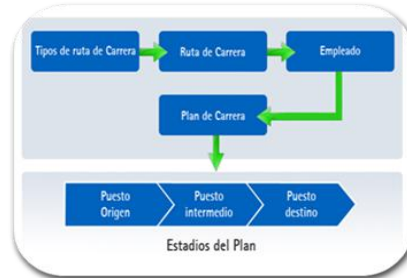 Tipos de ruta de Carrera
Ruta de Carrera
Empleado
Plan de Carrera
Puesto
Origen
Puesto
intermedio
Puesto
destino
Estadios del Plan